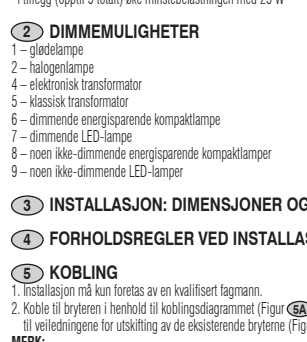 I tillegg (opptil 5 totalt) øke minstebelastningen med 25 W
2 DIMMEMULIGHETER
1 – glødelampe
2 – halogenlampe
4 – elektronisk transformator
5 – klassisk transformator
6 – dimmende energisparende kompaktlampe
7 – dimmende LED-lampe
8 – noen ikke-dimmende energisparende kompaktlamper
9 – noen ikke-dimmende LED-lamper
3 INSTALLASJON: DIMENSJONER OG
4 FORHOLDSREGLER VED INSTALLAS
5 KOBLING
1. Installasjon må kun foretas av en kvalifisert fagmann.
2. Koble til bryteren i henhold til koblingsdiagrammet (Figur 5A
til veiledningene for utskifting av de eksisterende bryterne (Fig
MERK: